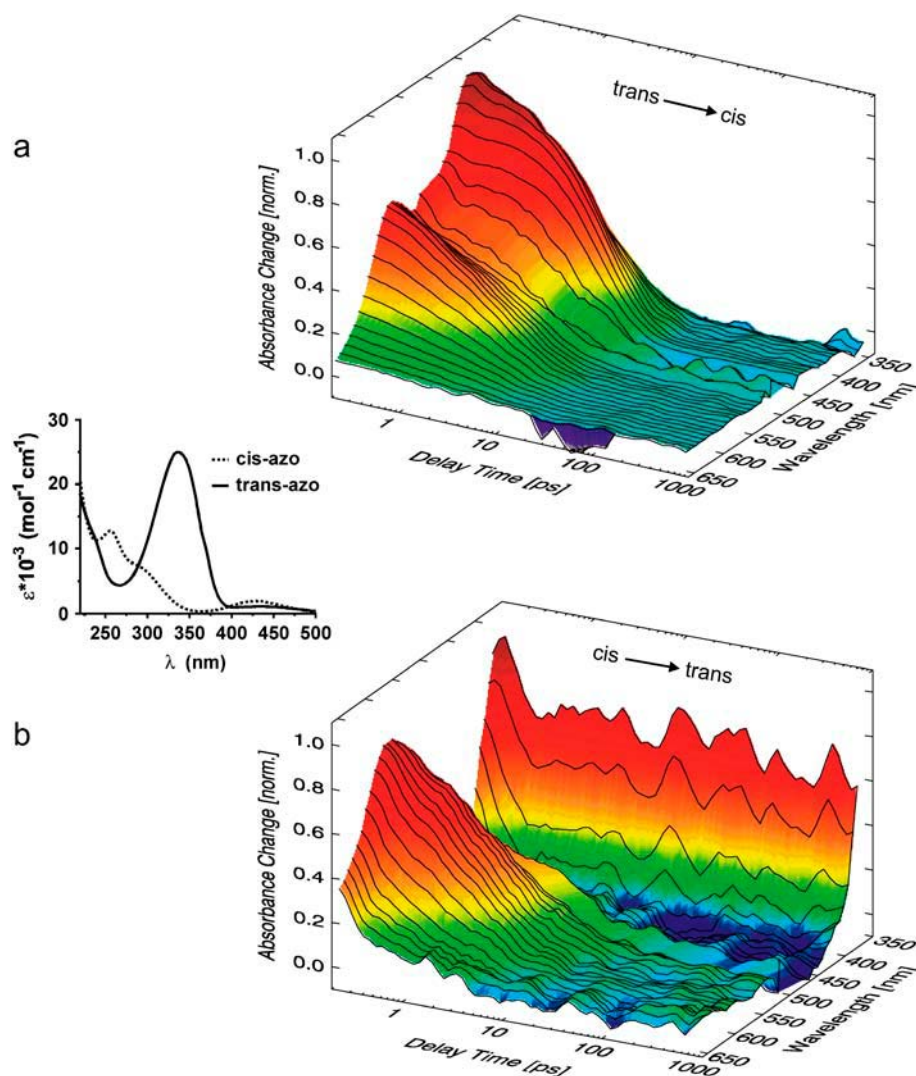 a
trans → cis
Absorbance Change [norm.]
1.0
0.8
0.6
0.4
0.2
0.0
1
10
100
1000
Delay Time [ps]
350
400
450
500
550
600
650
Wavelength [nm]
30
20
10
0
ε*10⁻³ (mol⁻¹ cm⁻¹)
cis-azo
trans-azo
250 300 350 400 450 500
λ (nm)
b
cis → trans
Absorbance Change [norm.]
1.0
0.8
0.6
0.4
0.2
0.0
1
10
100
1000
Delay Time [ps]
350
400
450
500
550
600
650
Wavelength [nm]